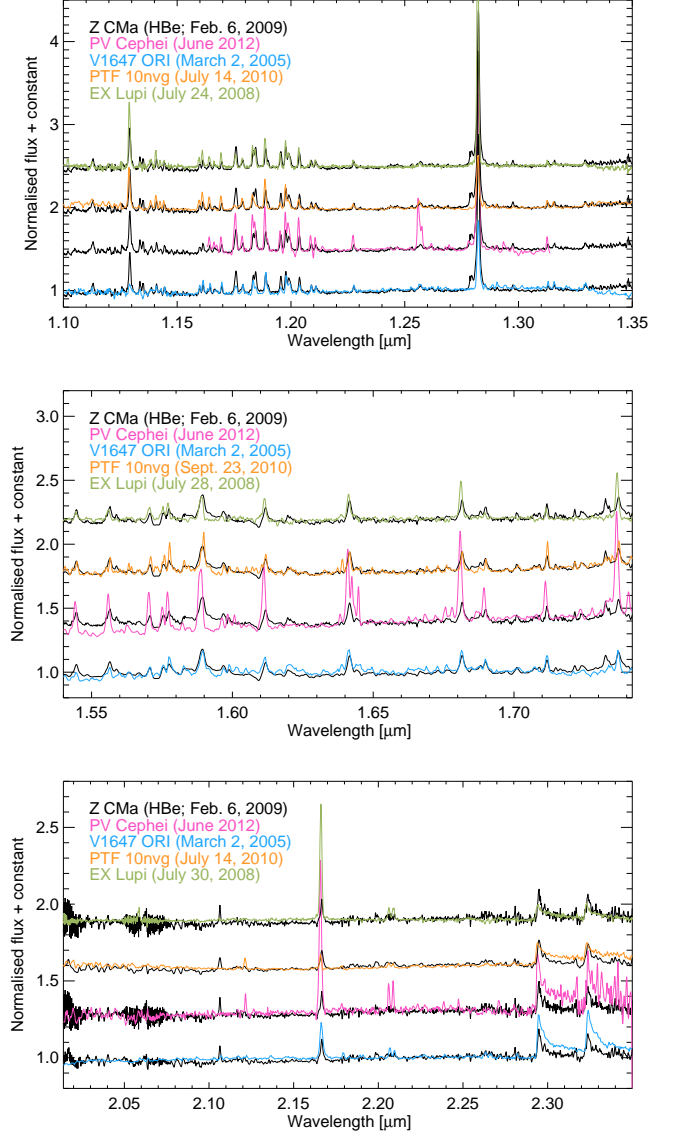 Z CMa (HBe; Feb. 6, 2009)
PV Cephei (June 2012)
V1647 ORI (March 2, 2005)
PTF 10nvg (July 14, 2010)
EX Lupi (July 24, 2008)
Normalised flux + constant
4
3
2
1
1.10 1.15 1.20 1.25 1.30 1.35
Wavelength [μm]
Z CMa (HBe; Feb. 6, 2009)
PV Cephei (June 2012)
V1647 ORI (March 2, 2005)
PTF 10nvg (Sept. 23, 2010)
EX Lupi (July 28, 2008)
Normalised flux + constant
3.0
2.5
2.0
1.5
1.0
1.55 1.60 1.65 1.70
Wavelength [μm]
Z CMa (HBe; Feb. 6, 2009)
PV Cephei (June 2012)
V1647 ORI (March 2, 2005)
PTF 10nvg (July 14, 2010)
EX Lupi (July 30, 2008)
Normalised flux + constant
2.5
2.0
1.5
1.0
2.05 2.10 2.15 2.20 2.25 2.30
Wavelength [μm]